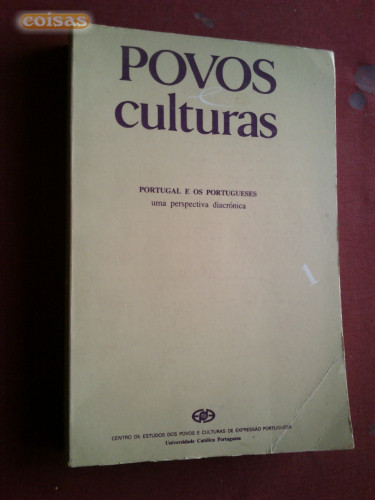 coisas
POVOS
e
culturas
PORTUGAL E OS PORTUGUESES
uma perspectiva diacrónica
1
CENTRO DE ESTUDOS DOS POVOS E CULTURAS DE EXPRESSÃO PORTUGUESA
Universidade Católica Portuguesa